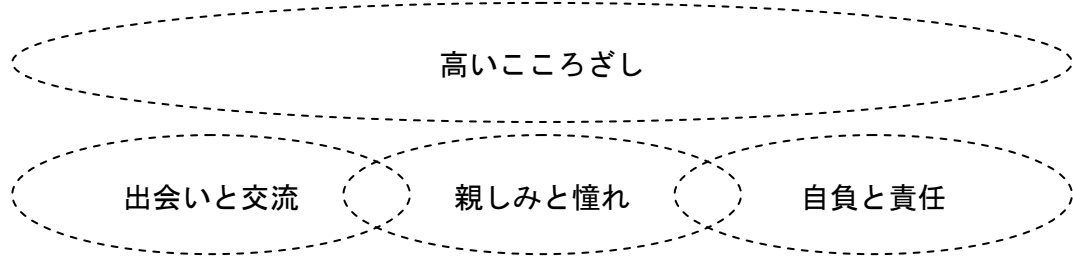 高いこころざし
出会いと交流
親しみと憧れ
自負と責任